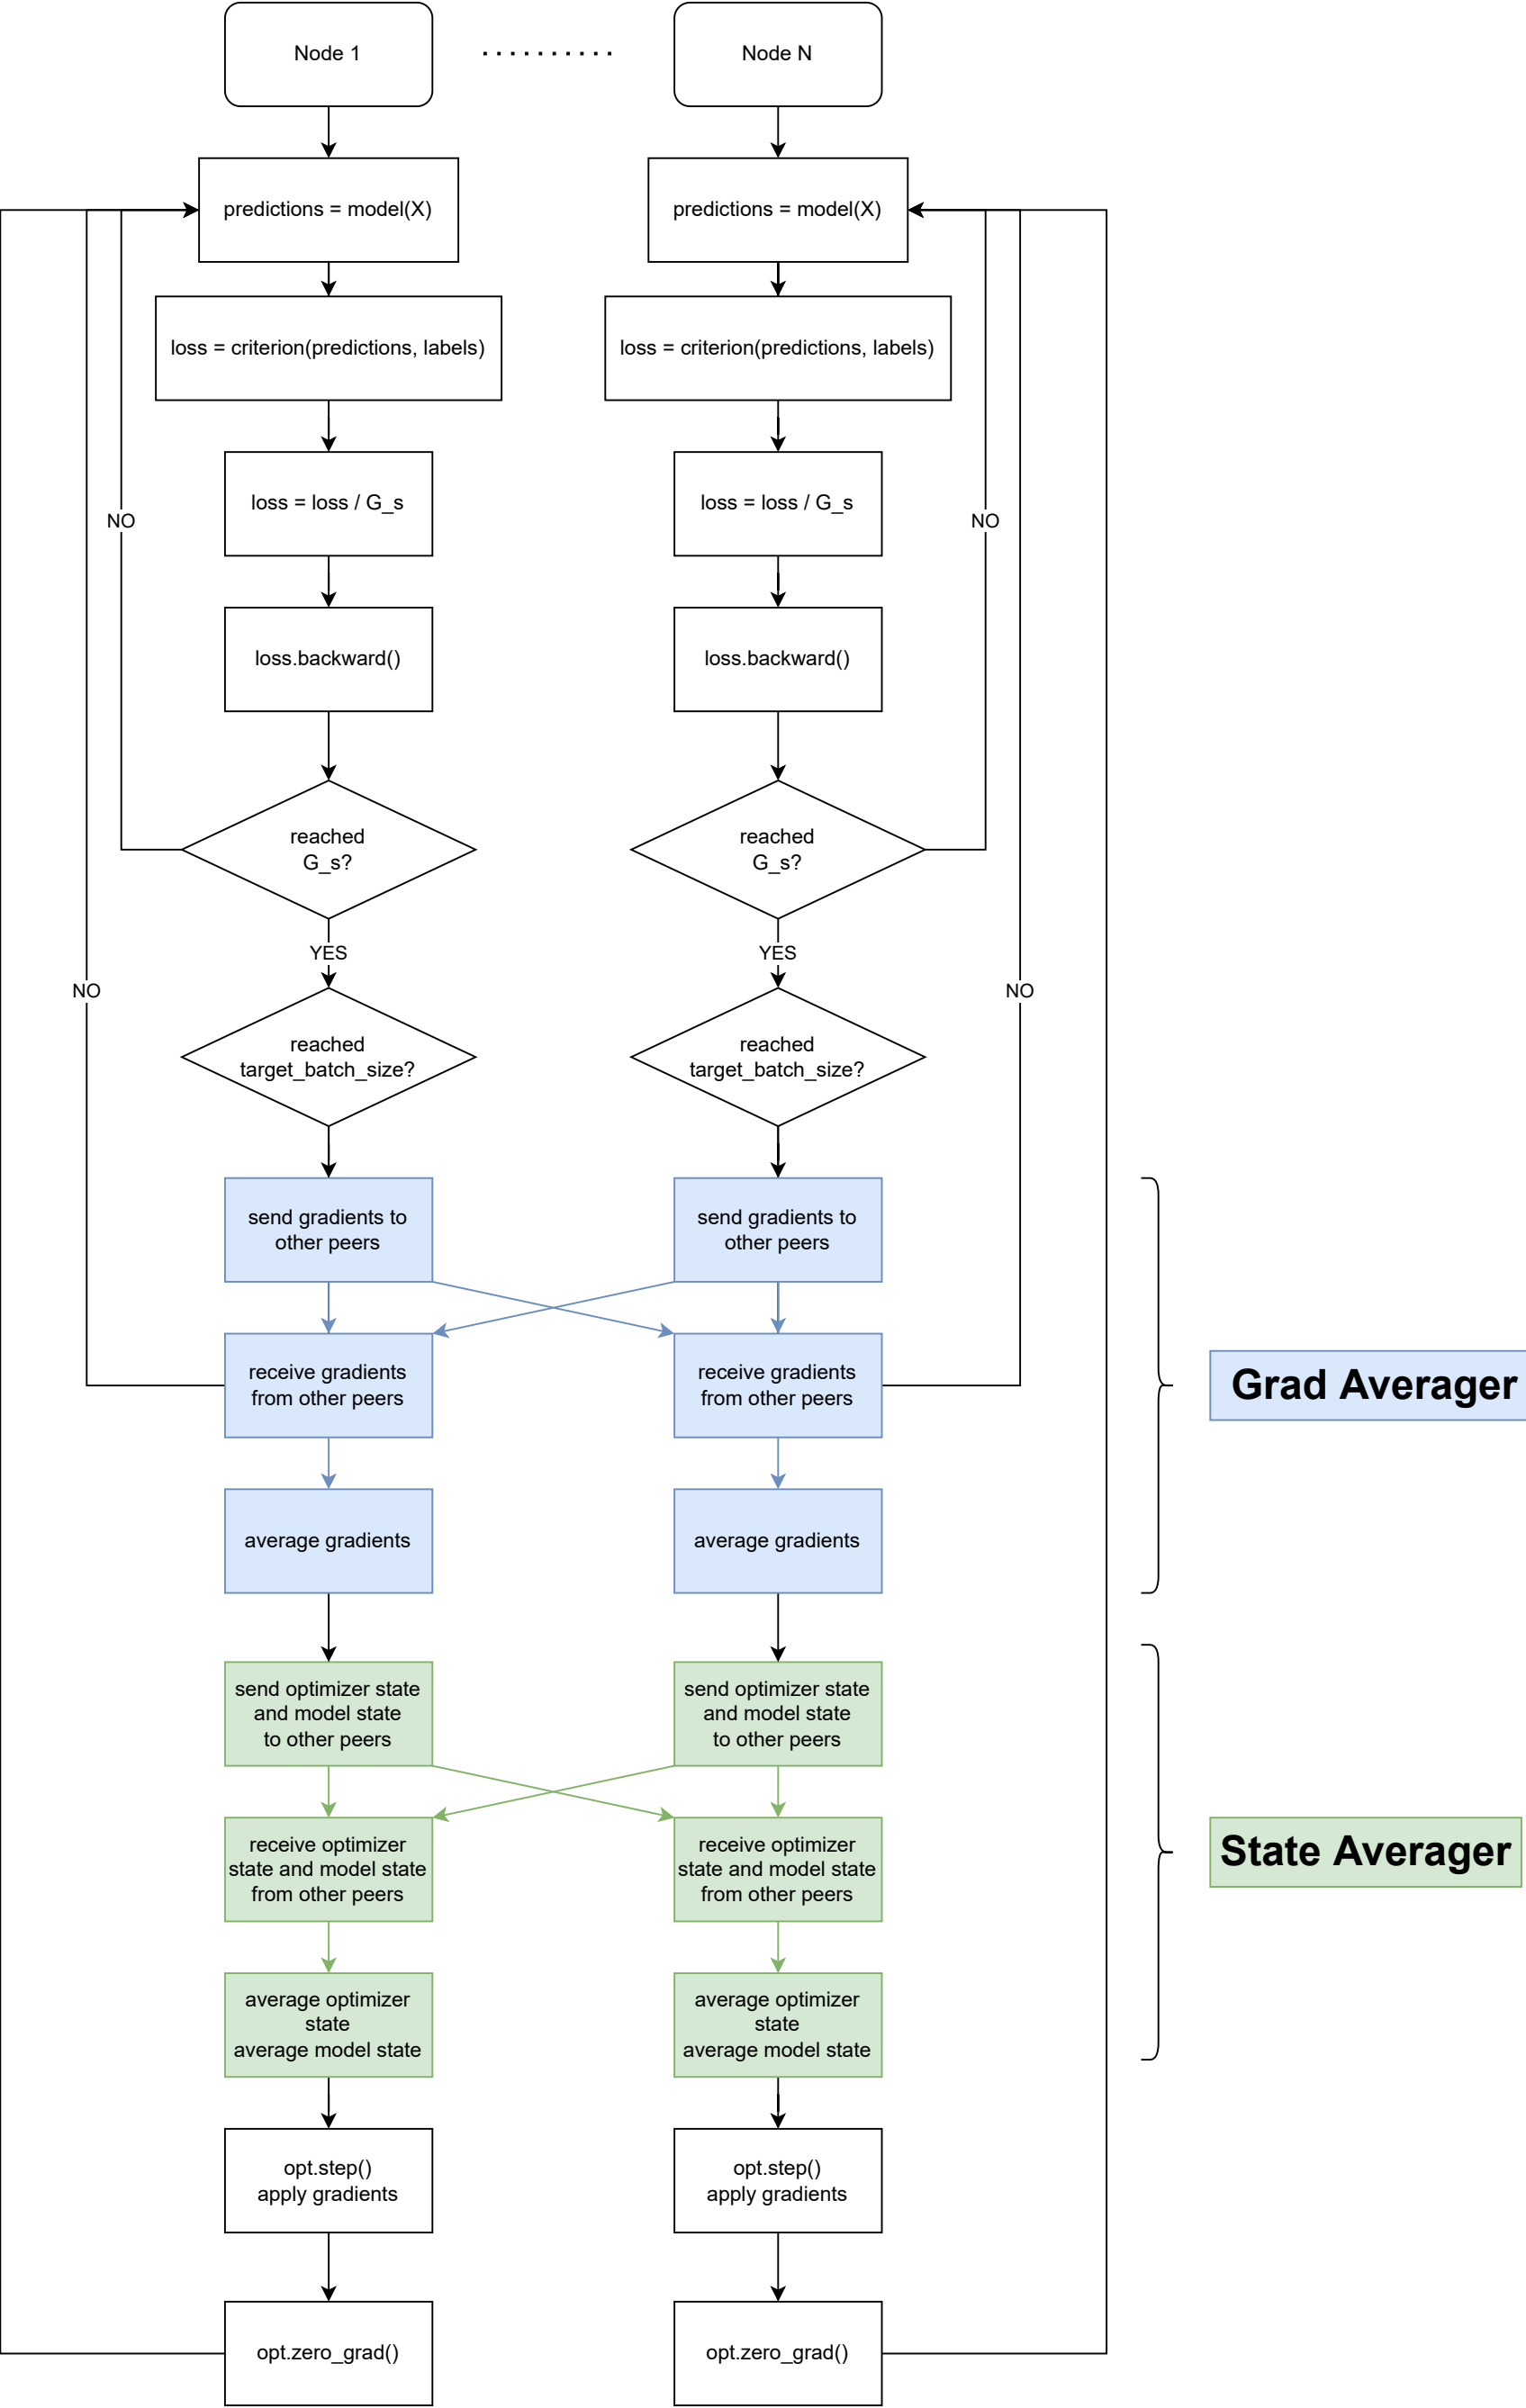 Node 1
Node N
predictions = model(X)
predictions = model(X)
loss = criterion(predictions, labels)
loss = criterion(predictions, labels)
loss = loss / G_s
loss = loss / G_s
NO
NO
loss.backward()
loss.backward()
reached
G_s?
reached
G_s?
YES
YES
NO
NO
reached
target_batch_size?
reached
target_batch_size?
send gradients to
other peers
send gradients to
other peers
receive gradients
from other peers
receive gradients
from other peers
Grad Averager
average gradients
average gradients
send optimizer state
and model state
to other peers
send optimizer state
and model state
to other peers
receive optimizer
state and model state
from other peers
receive optimizer
state and model state
from other peers
State Averager
average optimizer
state
average model state
average optimizer
state
average model state
opt.step()
apply gradients
opt.step()
apply gradients
opt.zero_grad()
opt.zero_grad()